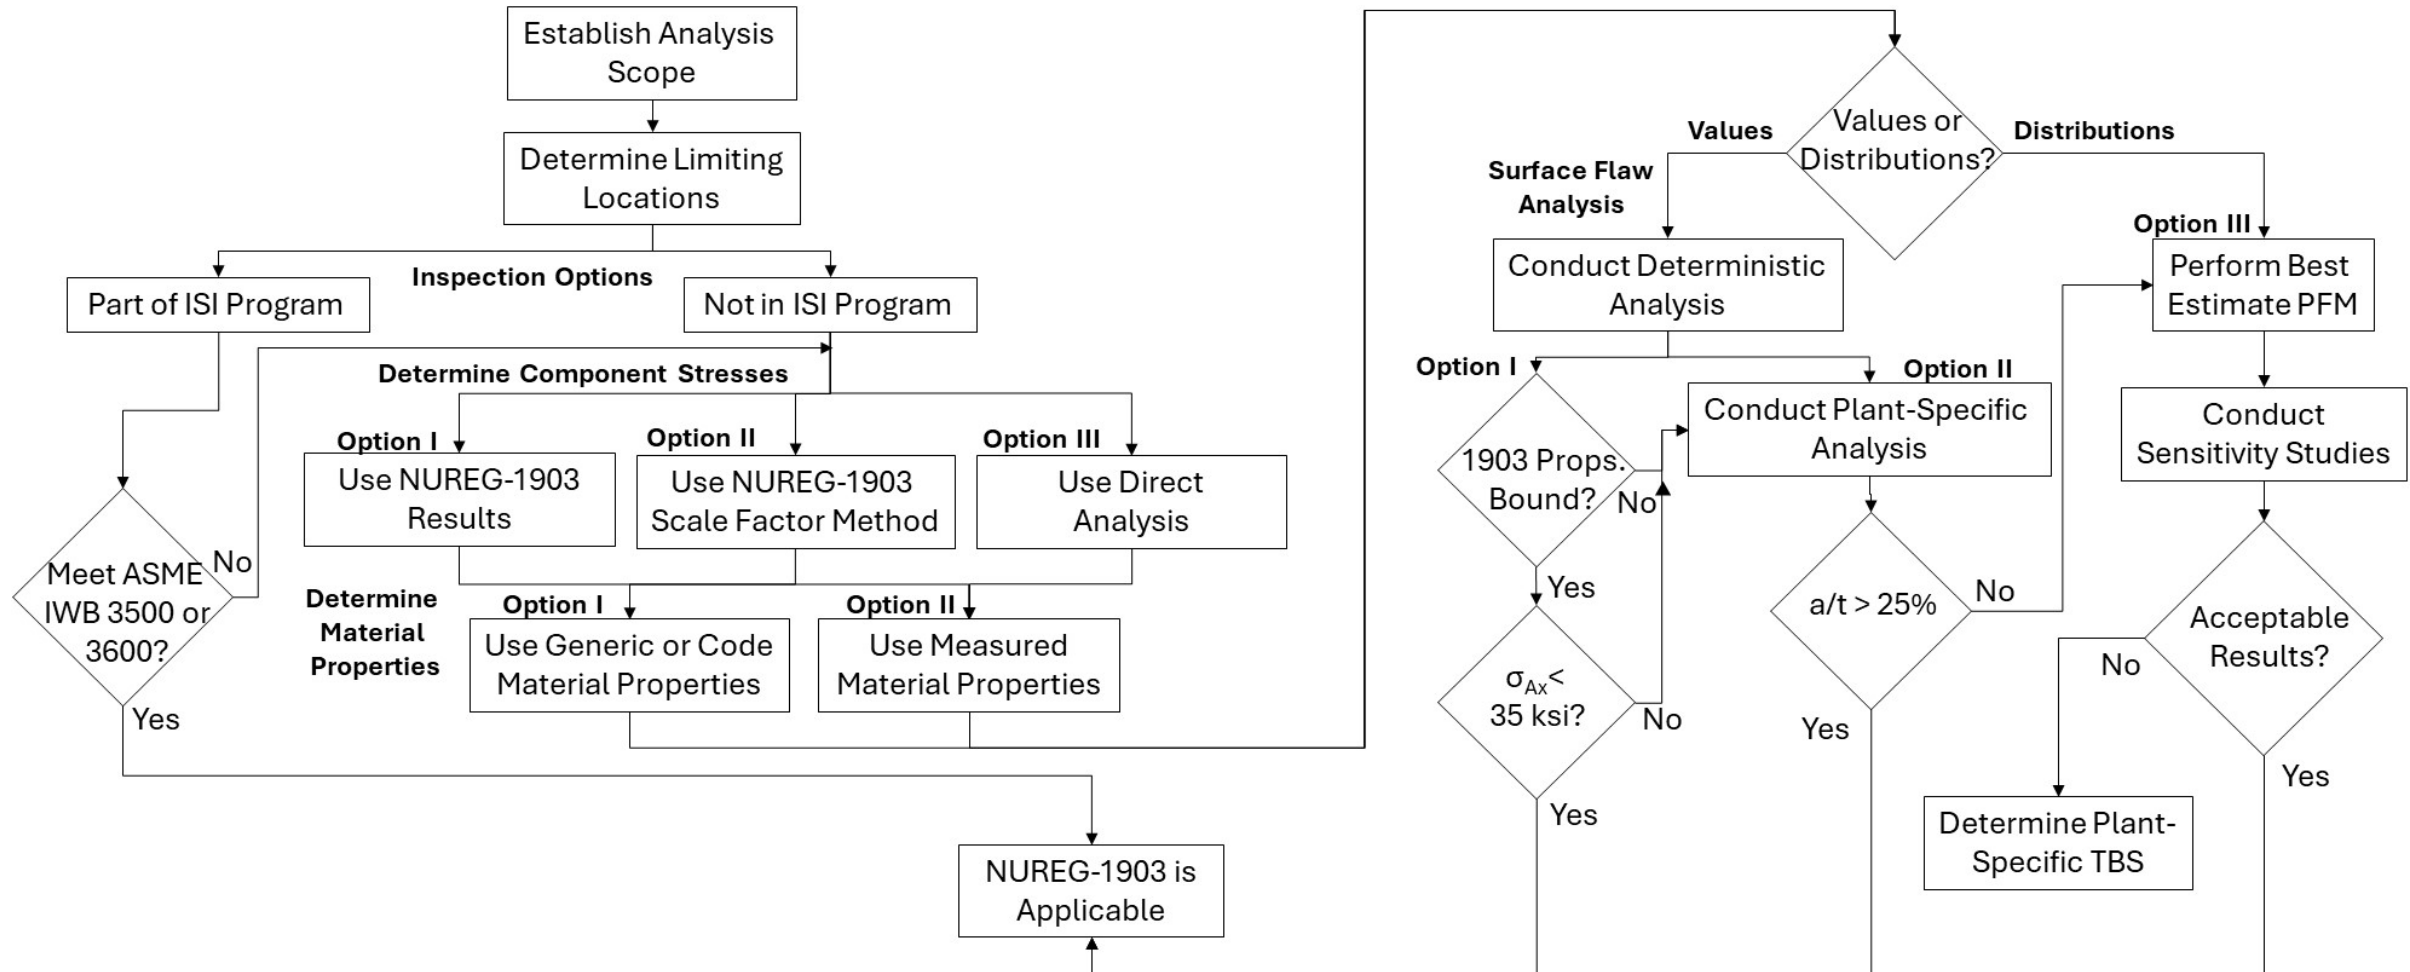 Establish Analysis
Scope
Determine Limiting
Locations
Inspection Options
Part of ISI Program
Not in ISI Program
Determine Component Stresses
Option I
Use NUREG-1903
Results
Option II
Use NUREG-1903
Scale Factor Method
Option III
Use Direct
Analysis
Meet ASME
IWB 3500 or
3600?
No
Yes
Determine
Material
Properties
Option I
Use Generic or Code
Material Properties
Option II
Use Measured
Material Properties
NUREG-1903 is
Applicable
Values or
Distributions?
Values
Distributions
Surface Flaw
Analysis
Conduct Deterministic
Analysis
Option I
1903 Props.
Bound?
No
Yes
σAx<
35 ksi?
No
Yes
Option II
Conduct Plant-Specific
Analysis
a/t > 25%
No
Yes
Option III
Perform Best
Estimate PFM
Conduct
Sensitivity Studies
Acceptable
Results?
No
Yes
Determine Plant-
Specific TBS